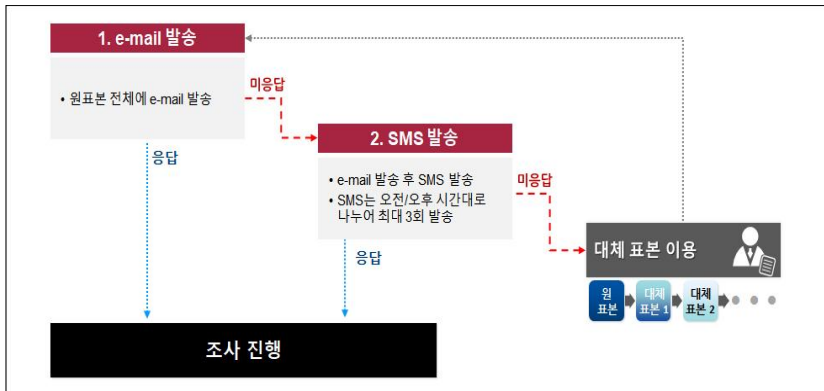 1. e-mail 발송
• 원표본 전체에 e-mail 발송
미응답
응답
2. SMS 발송
• e-mail 발송 후 SMS 발송
• SMS는 오전/오후 시간대로
나누어 최대 3회 발송
미응답
응답
대체 표본 이용
원
표본
대체
표본 1
대체
표본 2
조사 진행